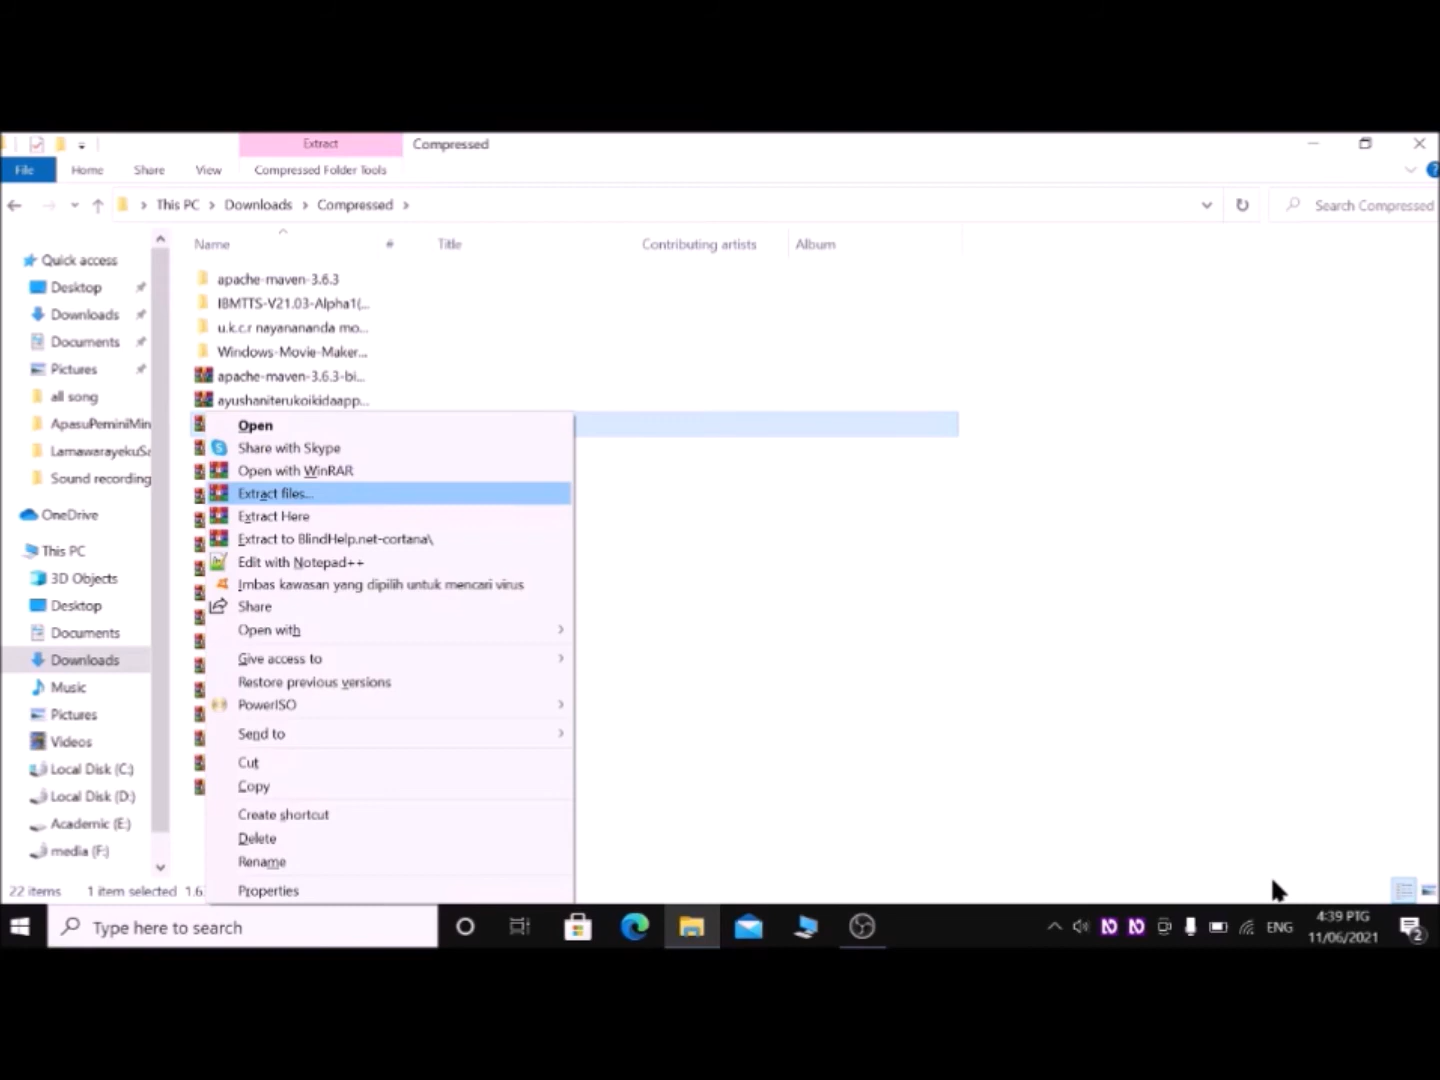 Extract
Compressed
File
Home
Share
View
Compressed Folder Tools
This PC
Downloads
Compressed
Search Compressed
Name
#
Title
Contributing artists
Album
Quick access
Desktop
Downloads
Documents
Pictures
all song
ApasuPeminiMin
LamawarayekuSa
Sound recording
OneDrive
This PC
3D Objects
Desktop
Documents
Downloads
Music
Pictures
Videos
Local Disk (C:)
Local Disk (D:)
Academic (E:)
media (F:)
apache-maven-3.6.3
IBMTTS-V21.03-Alpha1(...
u.k.c.r nayanananda mo...
Windows-Movie-Maker...
apache-maven-3.6.3-bi...
ayushaniterukoikidaapp...
Open
Share with Skype
Open with WinRAR
Extract files...
Extract Here
Extract to BlindHelp.net-cortana\
Edit with Notepad++
Imbas kawasan yang dipilih untuk mencari virus
Share
Open with
Give access to
Restore previous versions
PowerISO
Send to
Cut
Copy
Create shortcut
Delete
Rename
Properties
22 items
1 item selected 1.6
Type here to search
ENG
4:39 PTG
11/06/2021
2